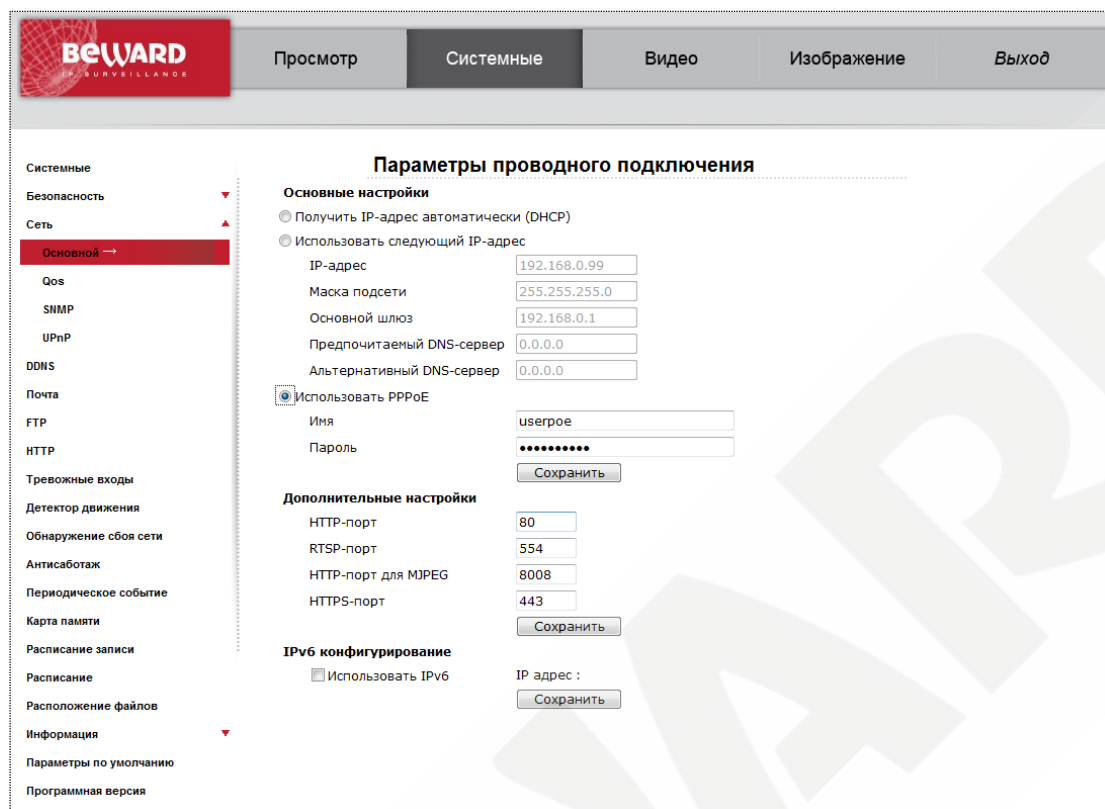 BEWARD
IP SURVEILLANCE
Просмотр
Системные
Видео
Изображение
Выход
Системные
Безопасность
Сеть
Основной →
Qos
SNMP
UPnP
DDNS
Почта
FTP
HTTP
Тревожные входы
Детектор движения
Обнаружение сбоя сети
Антисаботаж
Периодическое событие
Карта памяти
Расписание записи
Расписание
Расположение файлов
Информация
Параметры по умолчанию
Программная версия
Параметры проводного подключения
Основные настройки
Получить IP-адрес автоматически (DHCP)
Использовать следующий IP-адрес
IP-адрес 192.168.0.99
Маска подсети 255.255.255.0
Основной шлюз 192.168.0.1
Предпочитаемый DNS-сервер 0.0.0.0
Альтернативный DNS-сервер 0.0.0.0
Использовать PPPoE
Имя userpoe
Пароль ••••••••••
Сохранить
Дополнительные настройки
HTTP-порт 80
RTSP-порт 554
HTTP-порт для MJPEG 8008
HTTPS-порт 443
Сохранить
IPv6 конфигурирование
Использовать IPv6 IP адрес :
Сохранить